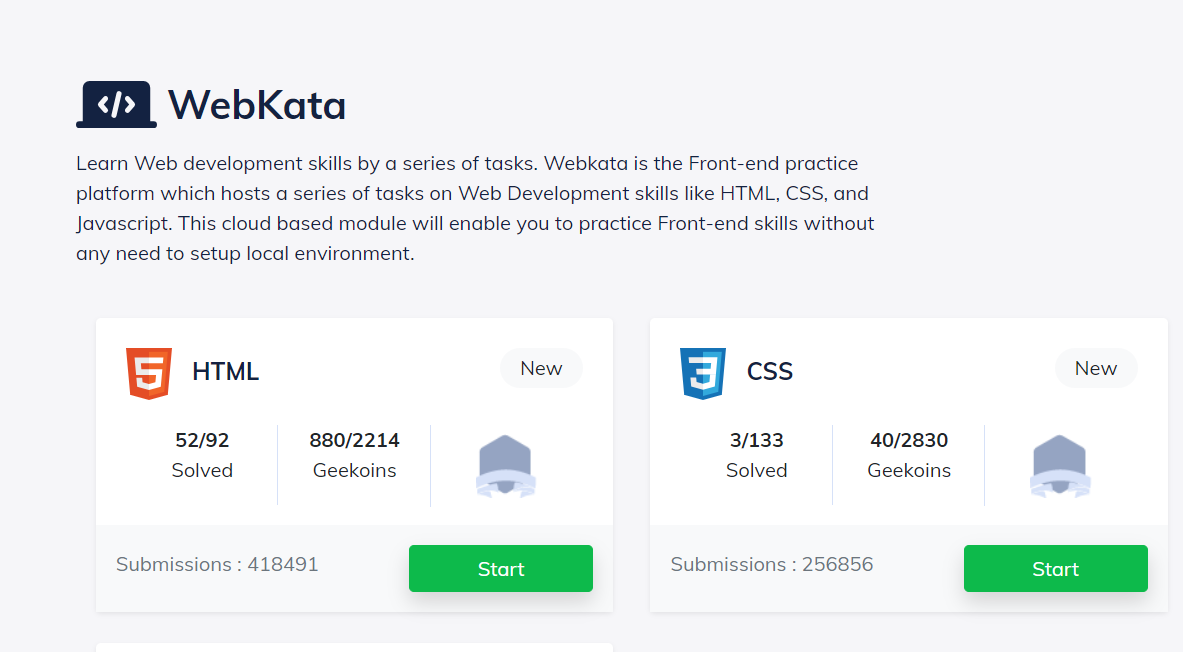 WebKata
Learn Web development skills by a series of tasks. Webkata is the Front-end practice
platform which hosts a series of tasks on Web Development skills like HTML, CSS, and
Javascript. This cloud based module will enable you to practice Front-end skills without
any need to setup local environment.
HTML
New
52/92
Solved
880/2214
Geekoins
Submissions : 418491
Start
CSS
New
3/133
Solved
40/2830
Geekoins
Submissions : 256856
Start